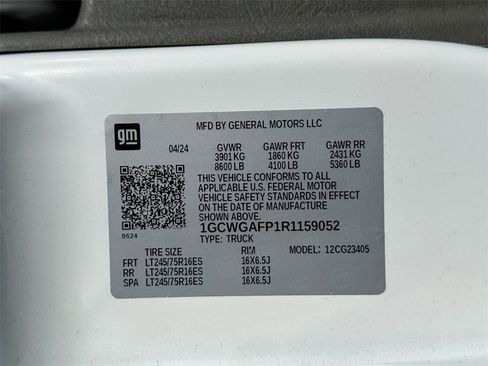 MFD BY GENERAL MOTORS LLC
gm
04/24 GVWR GAWR FRT GAWR RR
3901 KG 1860 KG 2431 KG
8600 LB 4100 LB 5360 LB
THIS VEHICLE CONFORMS TO ALL
APPLICABLE U.S. FEDERAL MOTOR
VEHICLE SAFETY STANDARDS IN
EFFECT ON THE DATE OF
MANUFACTURE SHOWN ABOVE.
8624
1GCWGAFP1R1159052
TYPE: TRUCK MODEL: 12CG23405
TIRE SIZE RIM
FRT LT245/75R16ES 16X6.5J
RR LT245/75R16ES 16X6.5J
SPA LT245/75R16ES 16X6.5J